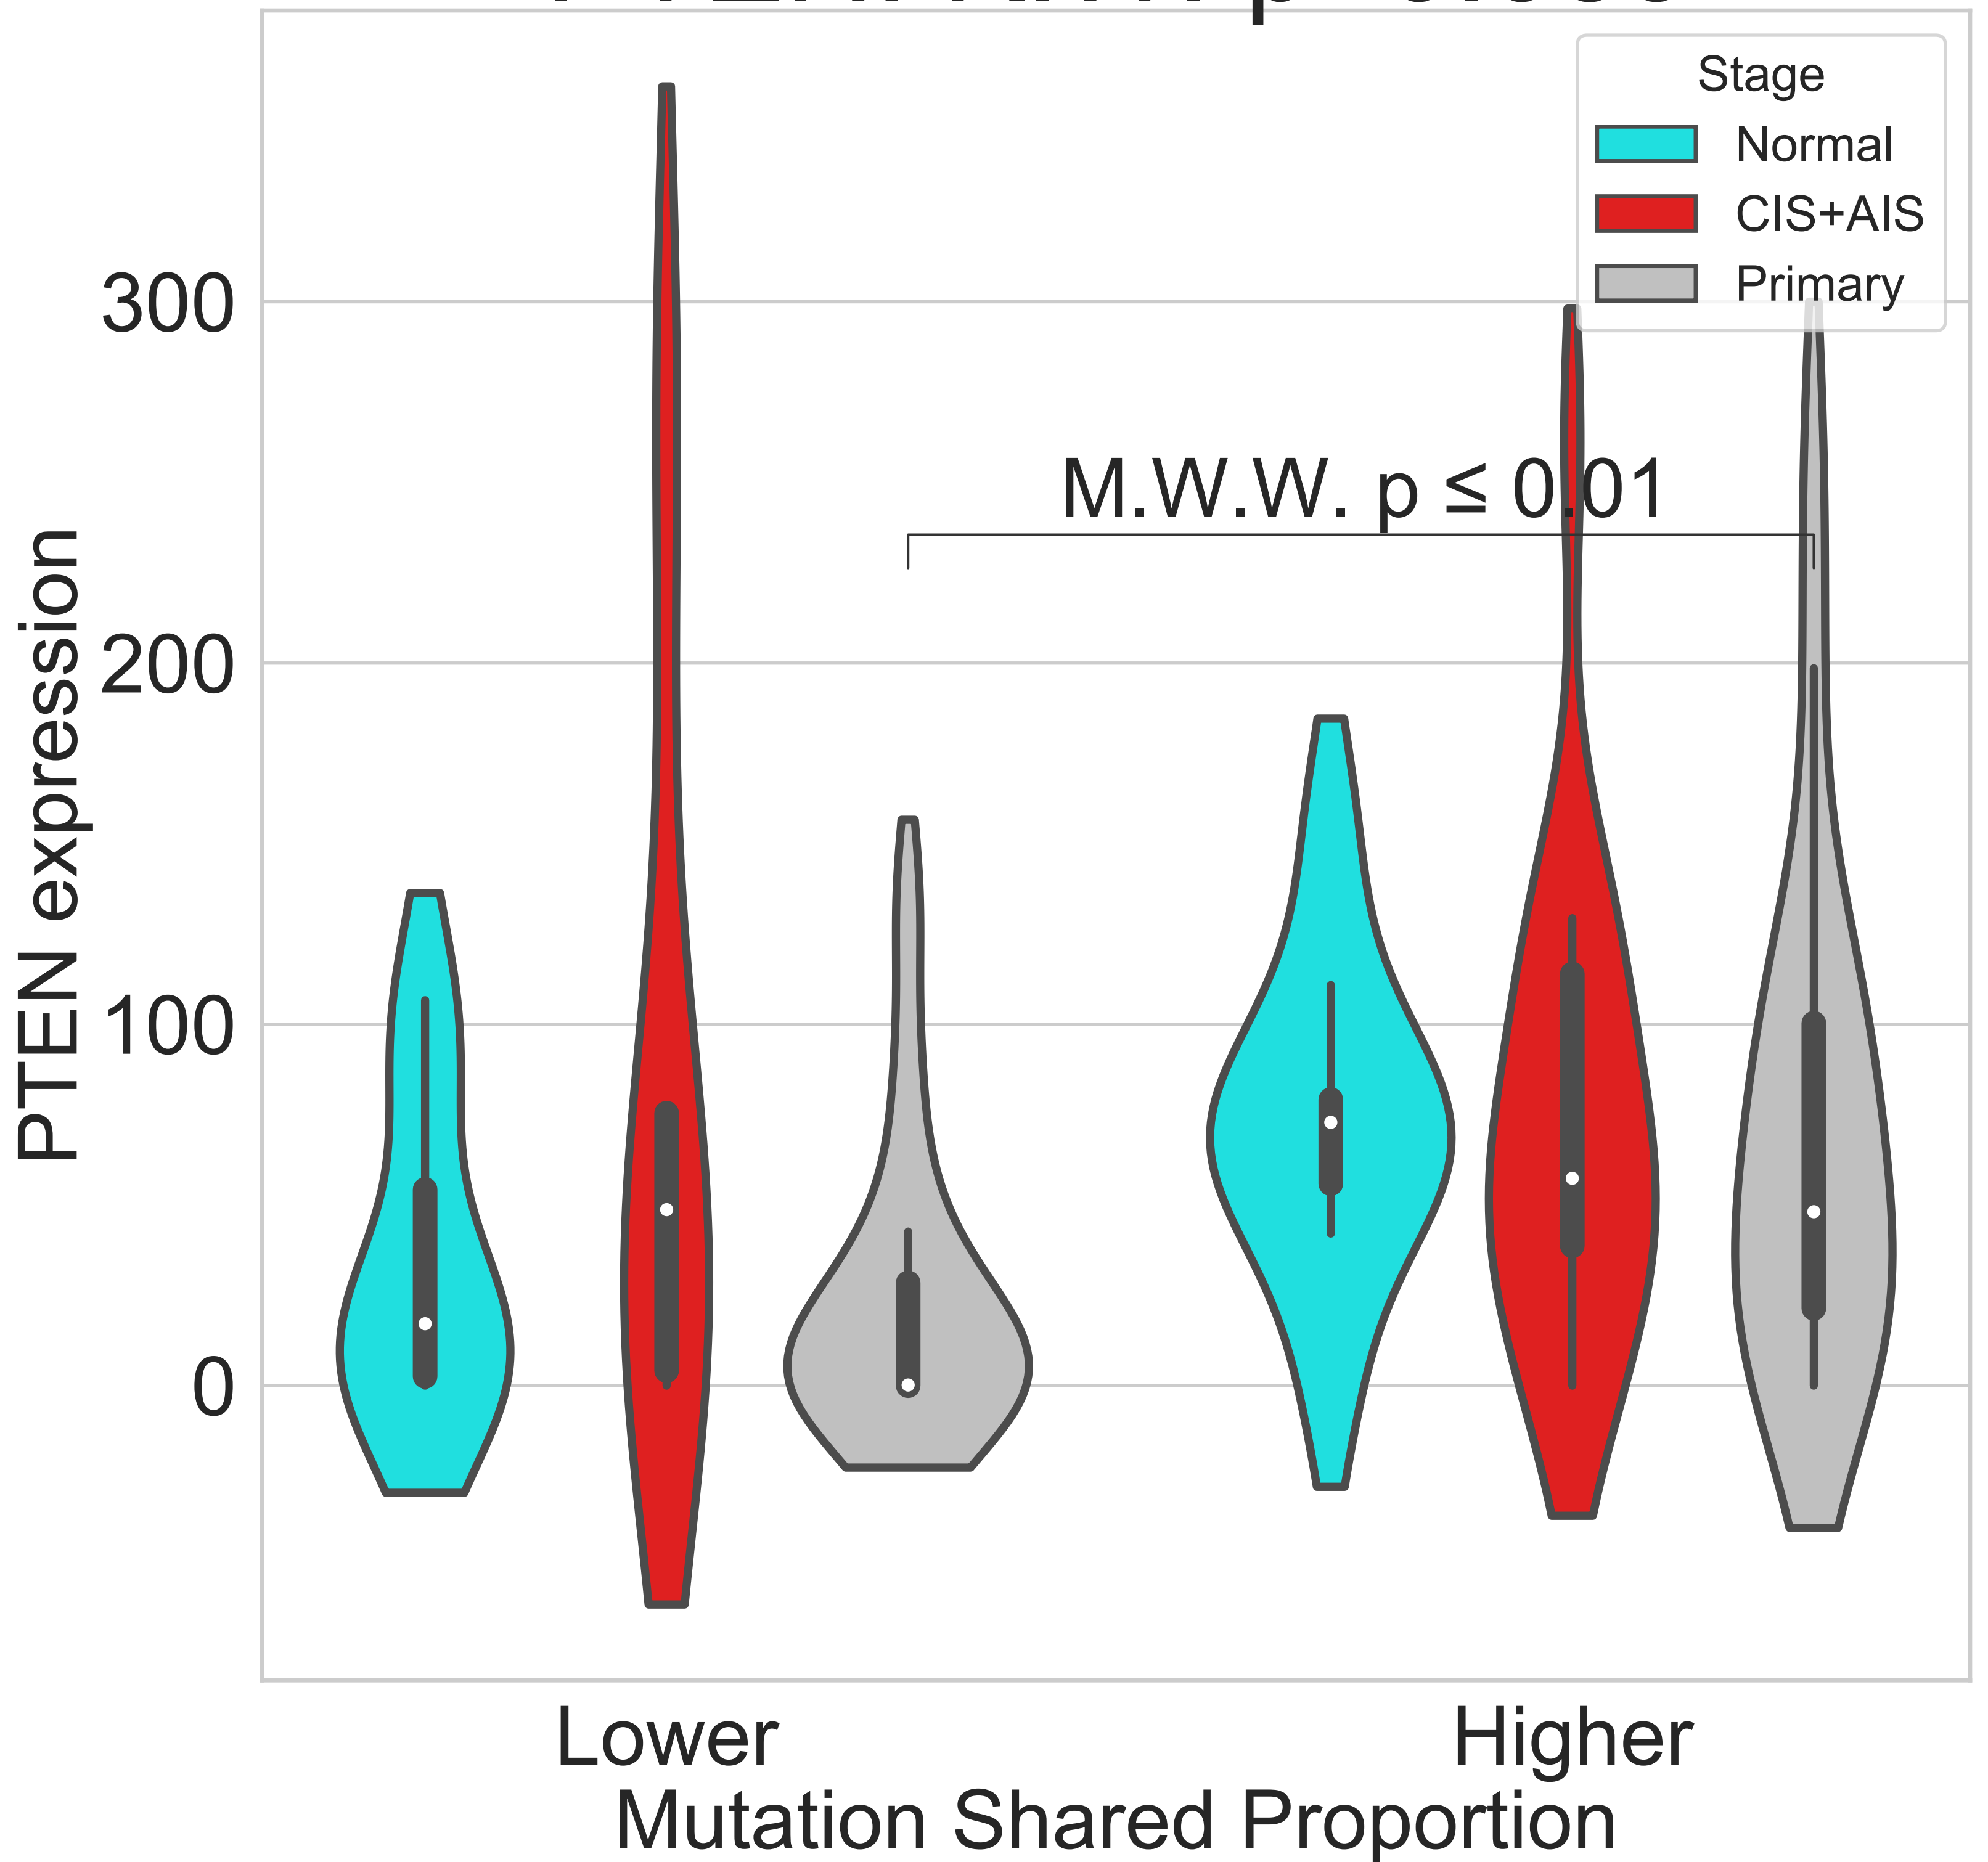 Stage
Normal
CIS+AIS
Primary
300
200
100
0
M.W.W. p ≤ 0.01
PTEN expression
Lower
Higher
Mutation Shared Proportion